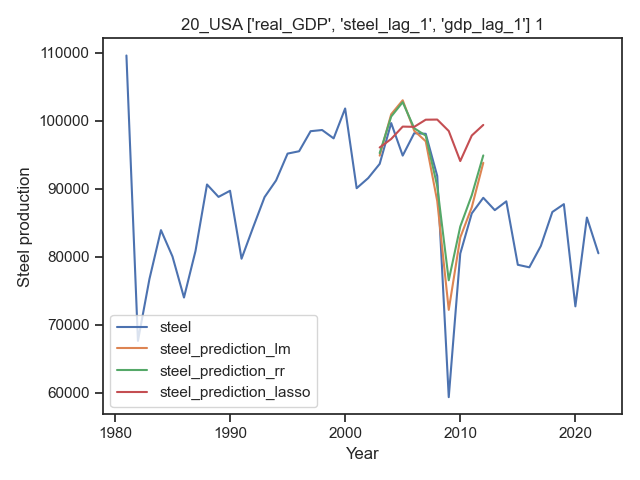 20_USA ['real_GDP', 'steel_lag_1', 'gdp_lag_1'] 1
110000
100000
90000
80000
70000
60000
Steel production
steel
steel_prediction_lm
steel_prediction_rr
steel_prediction_lasso
1980
1990
2000
2010
2020
Year